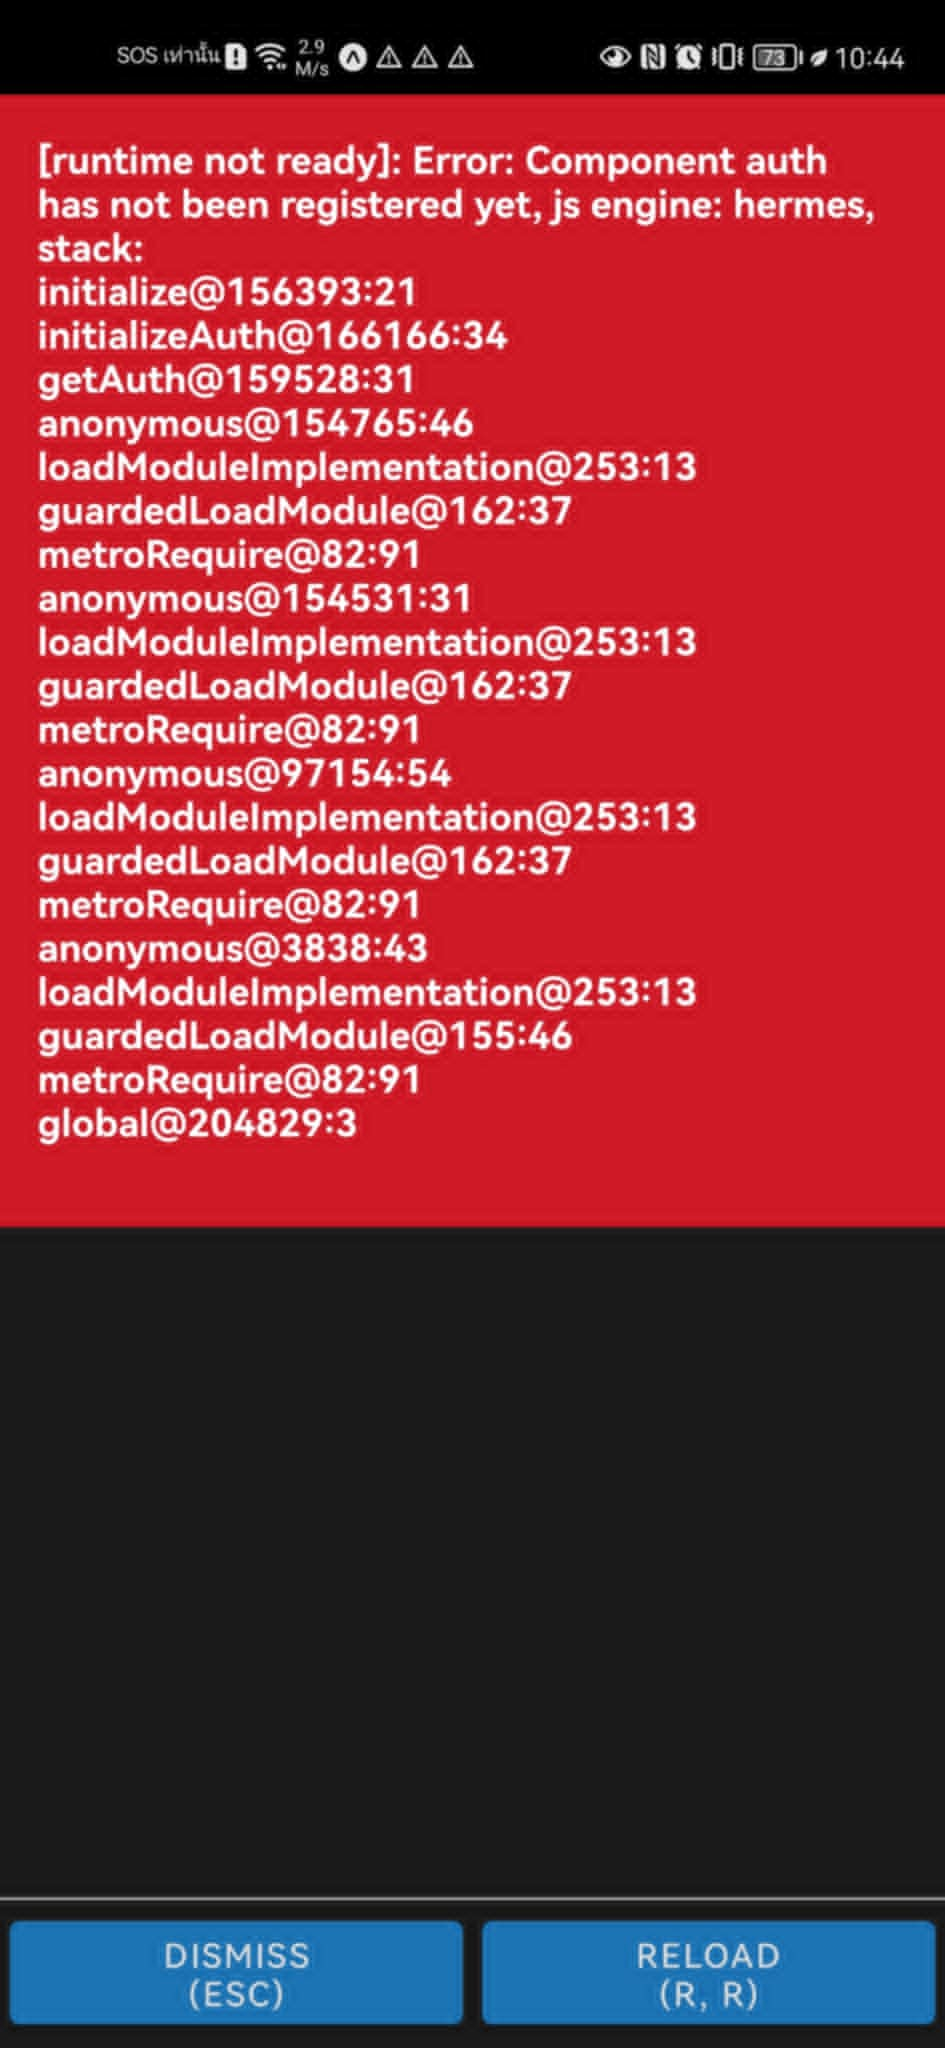 SOS เท่านั้น 2.9 M/s 73 10:44
[runtime not ready]: Error: Component auth
has not been registered yet, js engine: hermes,
stack:
initialize@156393:21
initializeAuth@166166:34
getAuth@159528:31
anonymous@154765:46
loadModuleImplementation@253:13
guardedLoadModule@162:37
metroRequire@82:91
anonymous@154531:31
loadModuleImplementation@253:13
guardedLoadModule@162:37
metroRequire@82:91
anonymous@97154:54
loadModuleImplementation@253:13
guardedLoadModule@162:37
metroRequire@82:91
anonymous@3838:43
loadModuleImplementation@253:13
guardedLoadModule@155:46
metroRequire@82:91
global@204829:3
DISMISS
(ESC)
RELOAD
(R, R)